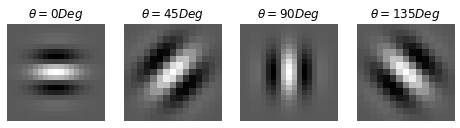 θ = 0Deg
θ = 45Deg
θ = 90Deg
θ = 135Deg